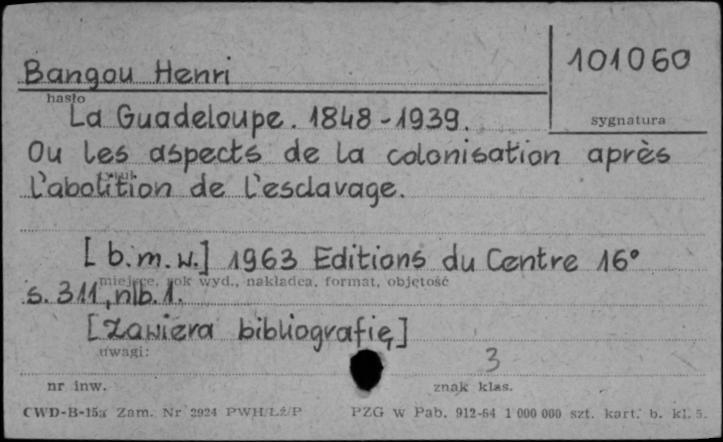 101060
Bangou Henri
hasło
sygnatura
La Guadeloupe. 1848-1939.
Ou les aspects de la colonisation après
l'abolition de l'esclavage.
[b.m.w.] 1963 Editions du Centre 16°
miejsce, rok wyd., nakładca, format, objętość
s. 311, nlb. 1.
[Zawiera bibliografię]
uwagi:
3
nr inw.
znak klas.
CWD-B-15a Zam. Nr 2924 PWH/Łź/P PZG w Pab. 912-64 1 000 000 szt. kart. b. kl. 5.